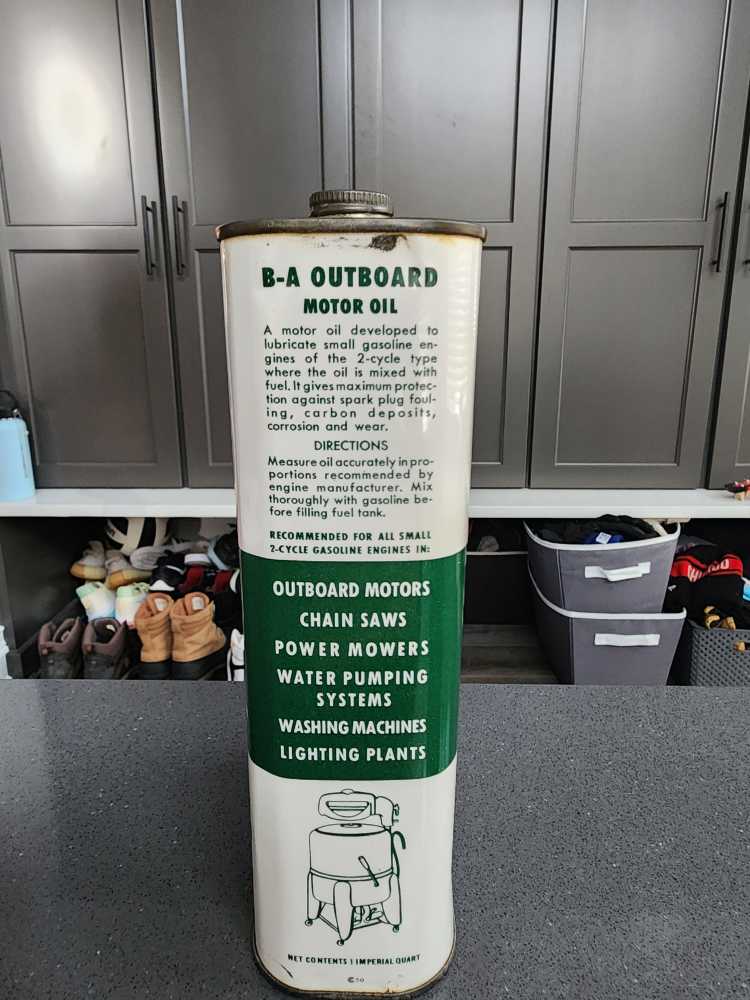 B-A OUTBOARD
MOTOR OIL
A motor oil developed to
lubricate small gasoline en-
gines of the 2-cycle type
where the oil is mixed with
fuel. It gives maximum protec-
tion against spark plug foul-
ing, carbon deposits,
corrosion and wear.
DIRECTIONS
Measure oil accurately in pro-
portions recommended by
engine manufacturer. Mix
thoroughly with gasoline be-
fore filling fuel tank.
RECOMMENDED FOR ALL SMALL
2-CYCLE GASOLINE ENGINES IN:
OUTBOARD MOTORS
CHAIN SAWS
POWER MOWERS
WATER PUMPING
SYSTEMS
WASHING MACHINES
LIGHTING PLANTS
NET CONTENTS 1 IMPERIAL QUART